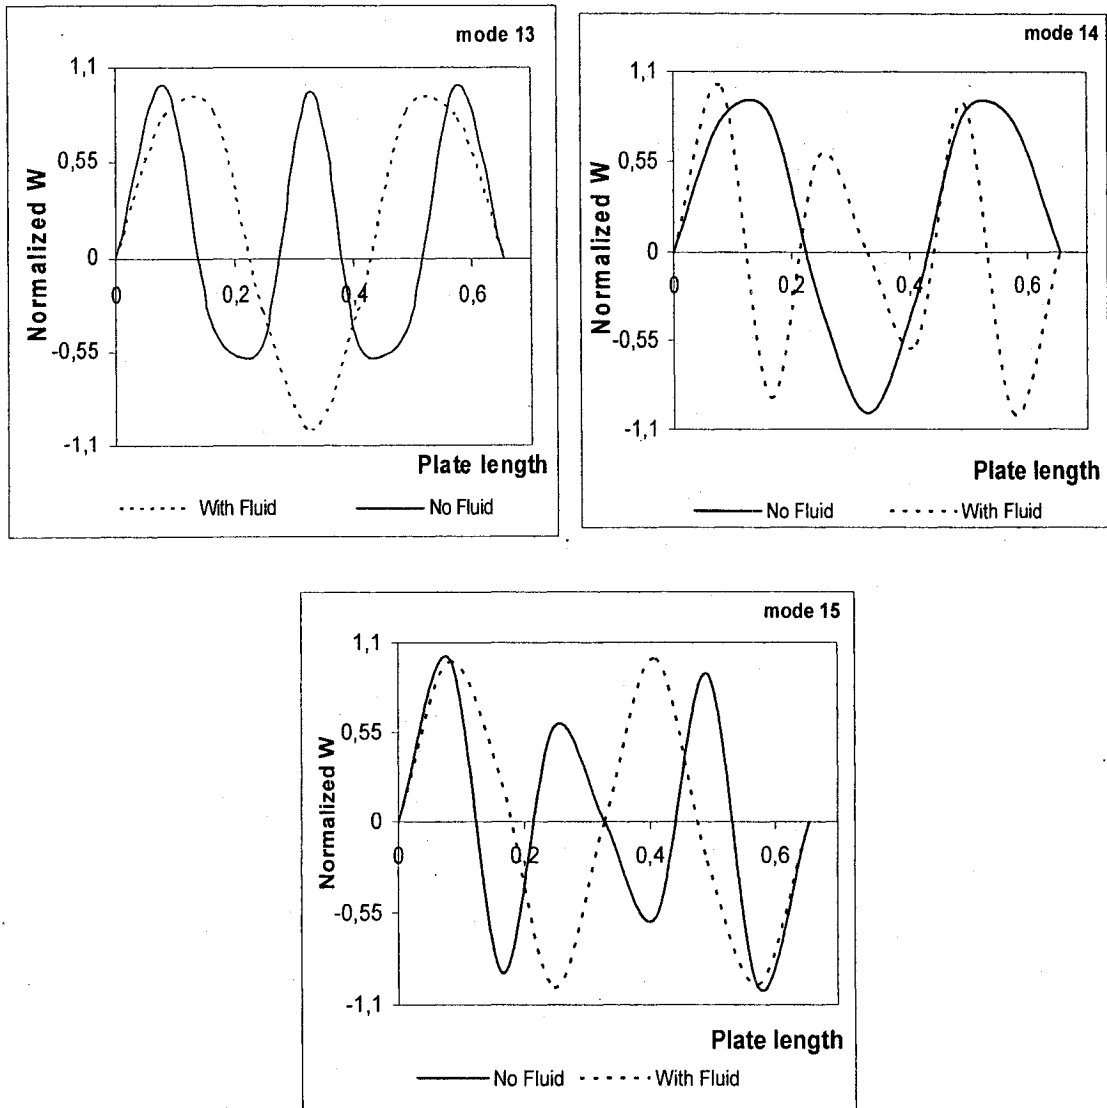 mode 13
1,1
0,55
0
-0,55
-1,1
Normalized W
0 0,2 0,4 0,6
Plate length
With Fluid No Fluid
mode 14
1,1
0,55
0
-0,55
-1,1
Normalized W
0 0,2 0,4 0,6
Plate length
No Fluid With Fluid
mode 15
1,1
0,55
0
-0,55
-1,1
Normalized W
0 0,2 0,4 0,6
Plate length
No Fluid With Fluid